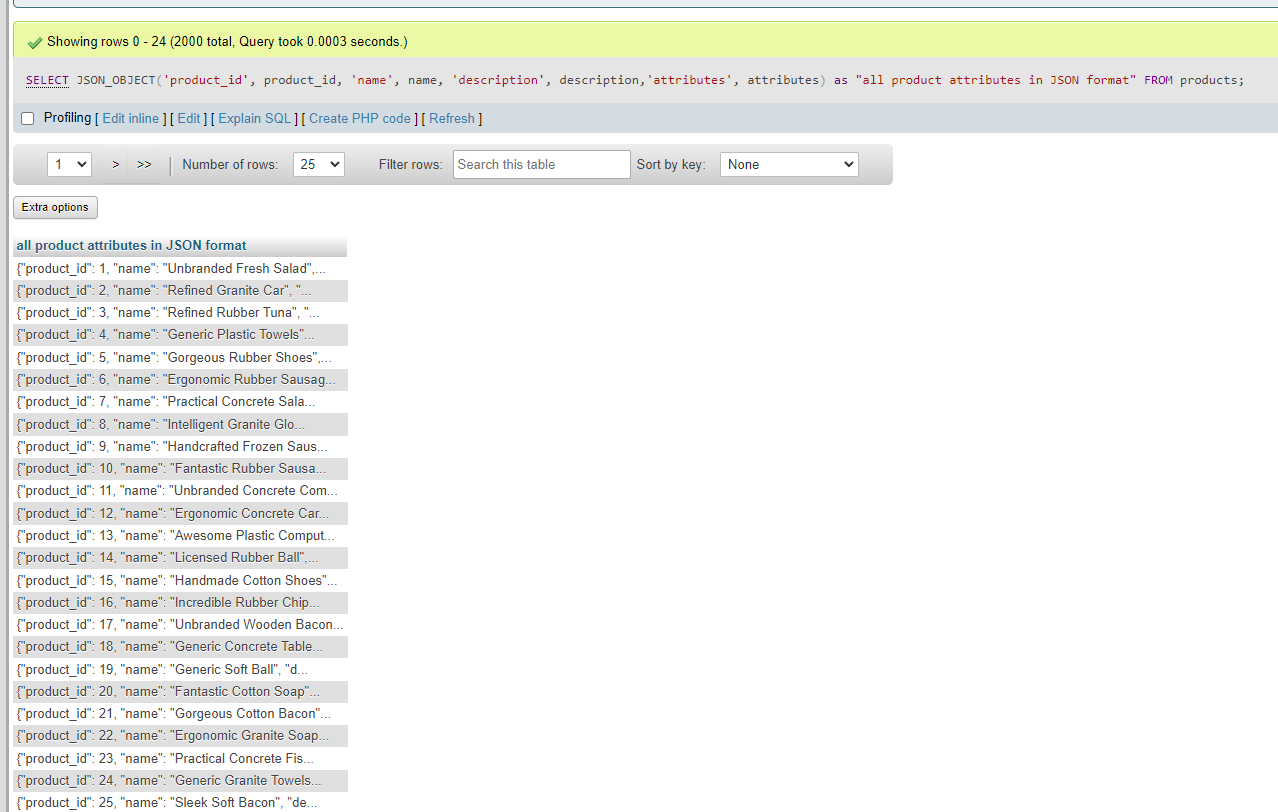 Showing rows 0 - 24 (2000 total, Query took 0.0003 seconds.)
SELECT JSON_OBJECT('product_id', product_id, 'name', name, 'description', description,'attributes', attributes) as "all product attributes in JSON format" FROM products;
Profiling [ Edit inline ] [ Edit ] [ Explain SQL ] [ Create PHP code ] [ Refresh ]
1 > >> | Number of rows: 25 Filter rows: Search this table Sort by key: None
Extra options
all product attributes in JSON format
{"product_id": 1, "name": "Unbranded Fresh Salad",...
{"product_id": 2, "name": "Refined Granite Car", "...
{"product_id": 3, "name": "Refined Rubber Tuna", "...
{"product_id": 4, "name": "Generic Plastic Towels"...
{"product_id": 5, "name": "Gorgeous Rubber Shoes",...
{"product_id": 6, "name": "Ergonomic Rubber Sausag...
{"product_id": 7, "name": "Practical Concrete Sala...
{"product_id": 8, "name": "Intelligent Granite Glo...
{"product_id": 9, "name": "Handcrafted Frozen Saus...
{"product_id": 10, "name": "Fantastic Rubber Sausa...
{"product_id": 11, "name": "Unbranded Concrete Com...
{"product_id": 12, "name": "Ergonomic Concrete Car...
{"product_id": 13, "name": "Awesome Plastic Comput...
{"product_id": 14, "name": "Licensed Rubber Ball",...
{"product_id": 15, "name": "Handmade Cotton Shoes"...
{"product_id": 16, "name": "Incredible Rubber Chip...
{"product_id": 17, "name": "Unbranded Wooden Bacon...
{"product_id": 18, "name": "Generic Concrete Table...
{"product_id": 19, "name": "Generic Soft Ball", "d...
{"product_id": 20, "name": "Fantastic Cotton Soap"...
{"product_id": 21, "name": "Gorgeous Cotton Bacon"...
{"product_id": 22, "name": "Ergonomic Granite Soap...
{"product_id": 23, "name": "Practical Concrete Fis...
{"product_id": 24, "name": "Generic Granite Towels...
{"product_id": 25, "name": "Sleek Soft Bacon", "de...